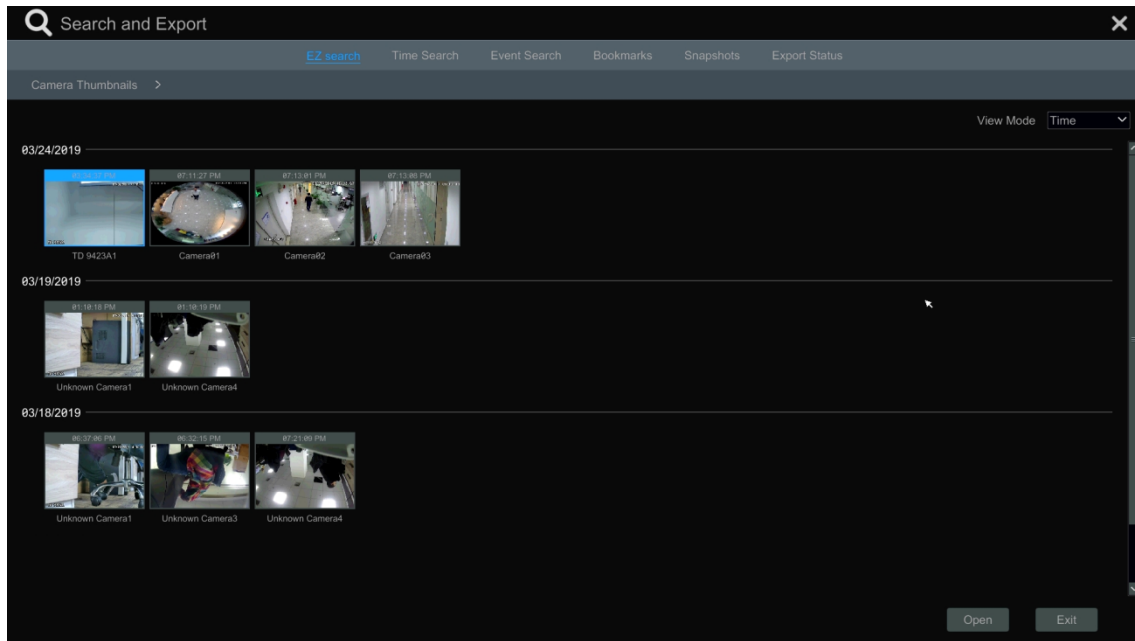 Search and Export
EZ search Time Search Event Search Bookmarks Snapshots Export Status
Camera Thumbnails >
View Mode Time
03/24/2019
07:11:27 PM 07:13:01 PM 07:13:08 PM
TD 9423A1 Camera01 Camera02 Camera03
03/19/2019
01:10:18 PM 01:10:19 PM
Unknown Camera1 Unknown Camera4
03/18/2019
06:37:06 PM 06:32:15 PM 07:21:09 PM
Unknown Camera1 Unknown Camera3 Unknown Camera4
Open Exit